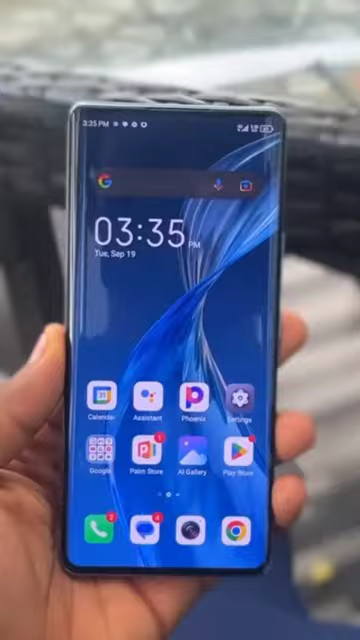 3:35 PM
03:35 PM
Tue, Sep 19
Calendar
Assistant
Phoenix
Settings
Google
Palm Store
AI Gallery
Play Store